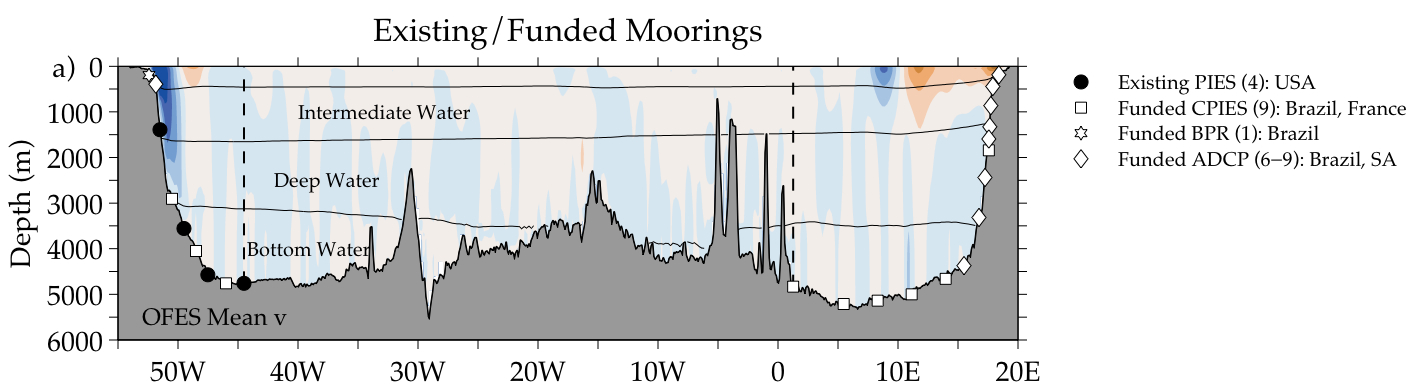 Existing/Funded Moorings
a) 0
1000
2000
3000
4000
5000
6000
Depth (m)
Intermediate Water
Deep Water
Bottom Water
OFES Mean v
50W 40W 30W 20W 10W 0 10E 20E
Existing PIES (4): USA
Funded CPIES (9): Brazil, France
Funded BPR (1): Brazil
Funded ADCP (6–9): Brazil, SA